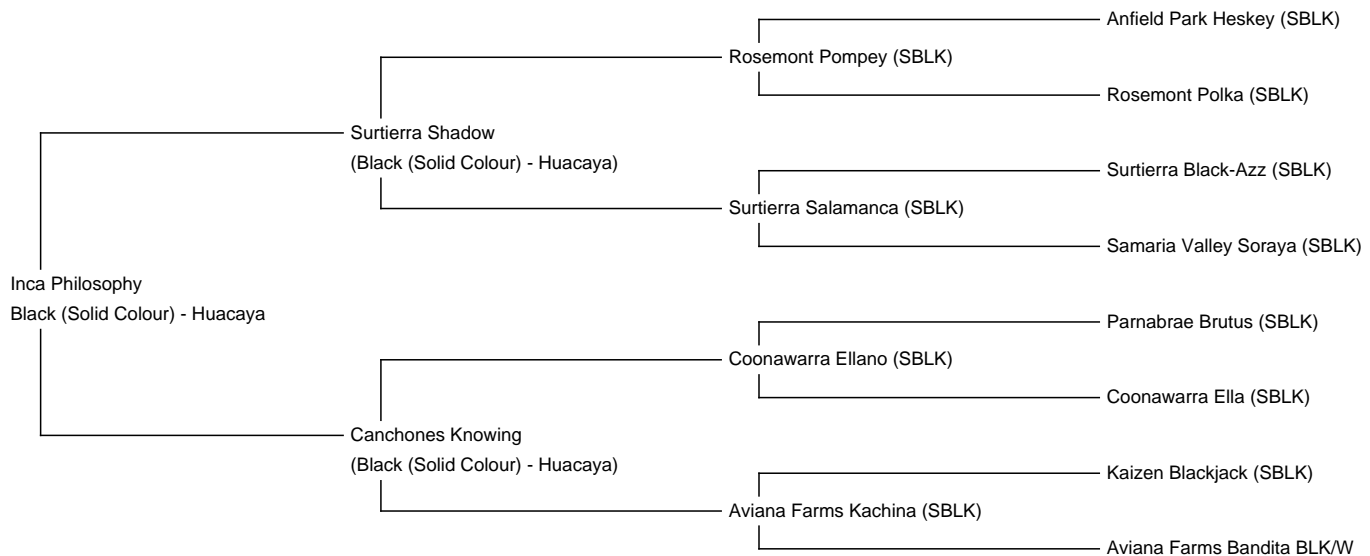 Anfield Park Heskey (SBLK)
Rosemont Pompey (SBLK)
Rosemont Polka (SBLK)
Surtierra Shadow
(Black (Solid Colour) - Huacaya)
Surtierra Black-Azz (SBLK)
Surtierra Salamanca (SBLK)
Samaria Valley Soraya (SBLK)
Inca Philosophy
Black (Solid Colour) - Huacaya
Parnabrae Brutus (SBLK)
Coonawarra Ellano (SBLK)
Coonawarra Ella (SBLK)
Canchones Knowing
(Black (Solid Colour) - Huacaya)
Kaizen Blackjack (SBLK)
Aviana Farms Kachina (SBLK)
Aviana Farms Bandita BLK/W